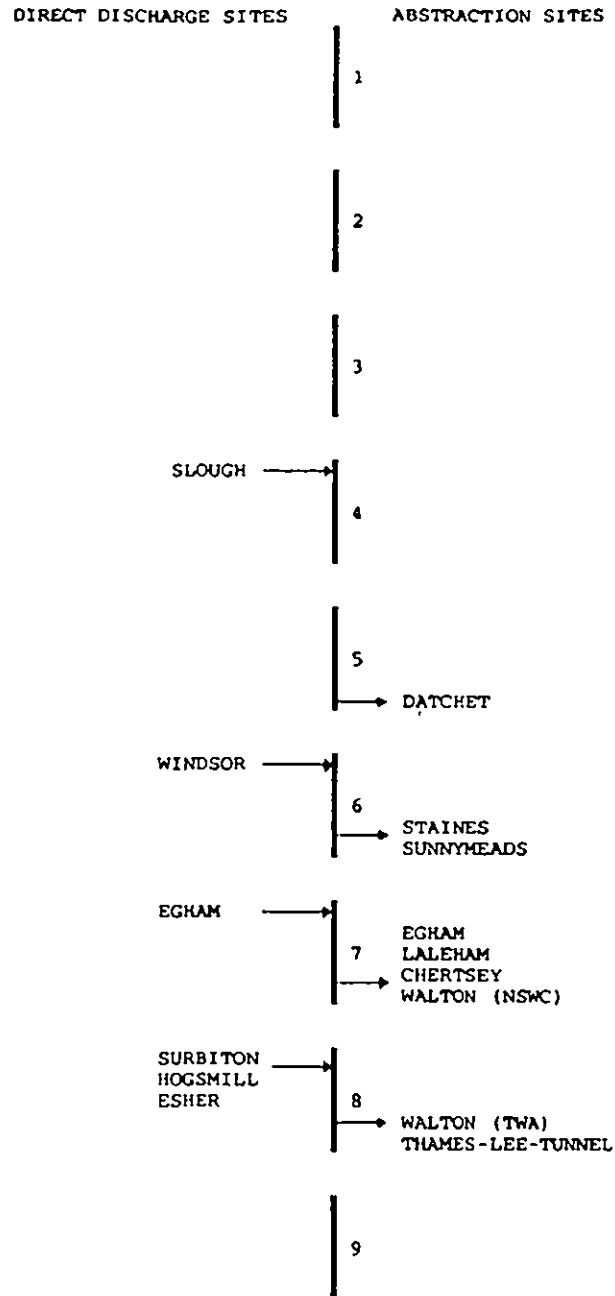 DIRECT DISCHARGE SITES
ABSTRACTION SITES
1
2
3
SLOUGH
4
5
DATCHET
WINDSOR
6
STAINES
SUNNYMEADS
EGHAM
7
EGHAM
LALEHAM
CHERTSEY
WALTON (NSWC)
SURBITON
HOGSMILL
ESHER
8
WALTON (TWA)
THAMES-LEE-TUNNEL
9